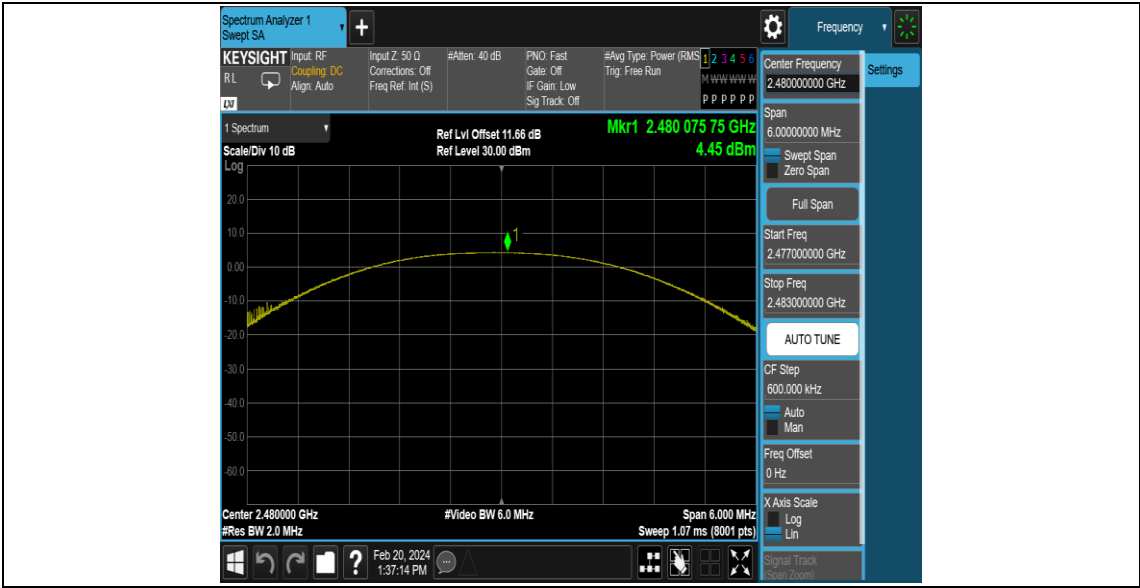 Spectrum Analyzer 1
Swept SA
+
Frequency
KEYSIGHT
R L
LXI
Input: RF
Coupling: DC
Align: Auto
Input Z: 50 Ω
Corrections: Off
Freq Ref: Int (S)
#Atten: 40 dB
PNO: Fast
Gate: Off
IF Gain: Low
Sig Track: Off
#Avg Type: Power (RMS
Trig: Free Run
1 2 3 4 5 6
M W W W W W
P P P P P P
1 Spectrum
Scale/Div 10 dB
Ref Lvl Offset 11.66 dB
Ref Level 30.00 dBm
Mkr1 2.480 075 75 GHz
4.45 dBm
Log
20.0
10.0
0.00
-10.0
-20.0
-30.0
-40.0
-50.0
-60.0
1
Center 2.480000 GHz
#Res BW 2.0 MHz
#Video BW 6.0 MHz
Span 6.000 MHz
Sweep 1.07 ms (8001 pts)
Center Frequency
2.480000000 GHz
Settings
Span
6.00000000 MHz
Swept Span
Zero Span
Full Span
Start Freq
2.477000000 GHz
Stop Freq
2.483000000 GHz
AUTO TUNE
CF Step
600.000 kHz
Auto
Man
Freq Offset
0 Hz
X Axis Scale
Log
Lin
Signal Track
(Span Zoom)
?
Feb 20, 2024
1:37:14 PM